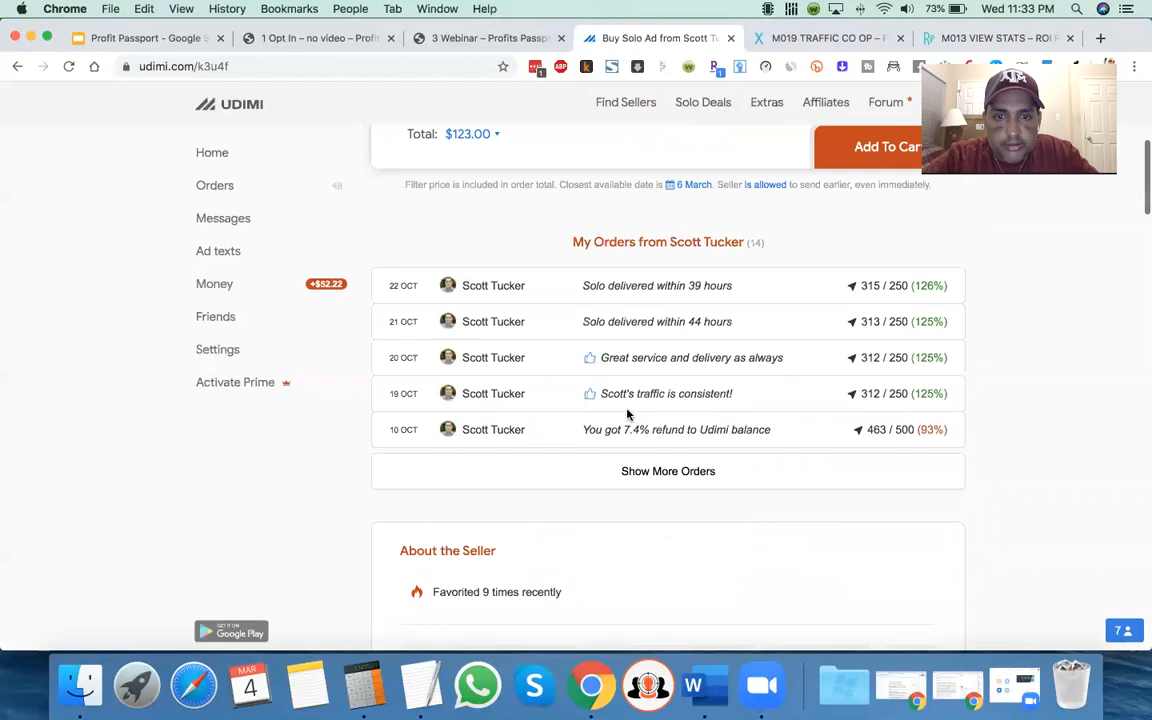 Chrome File Edit View History Bookmarks People Tab Window Help 73% Wed 11:33 PM
Profit Passport - Google S 1 Opt In – no video – Profits 3 Webinar – Profits Passpo Buy Solo Ad from Scott Tu M019 TRAFFIC CO OP – F M013 VIEW STATS – ROI F
udimi.com/k3u4f
UDIMI Find Sellers Solo Deals Extras Affiliates Forum
Total: $123.00
Add To Car
Filter price is included in order total. Closest available date is 6 March. Seller is allowed to send earlier, even immediately.
Home
Orders 48
Messages
Ad texts
Money +$52.22
Friends
Settings
Activate Prime
My Orders from Scott Tucker (14)
22 OCT Scott Tucker Solo delivered within 39 hours 315 / 250 (126%)
21 OCT Scott Tucker Solo delivered within 44 hours 313 / 250 (125%)
20 OCT Scott Tucker Great service and delivery as always 312 / 250 (125%)
19 OCT Scott Tucker Scott's traffic is consistent! 312 / 250 (125%)
10 OCT Scott Tucker You got 7.4% refund to Udimi balance 463 / 500 (93%)
Show More Orders
About the Seller
Favorited 9 times recently
GET IT ON
Google Play
7
MAR
4